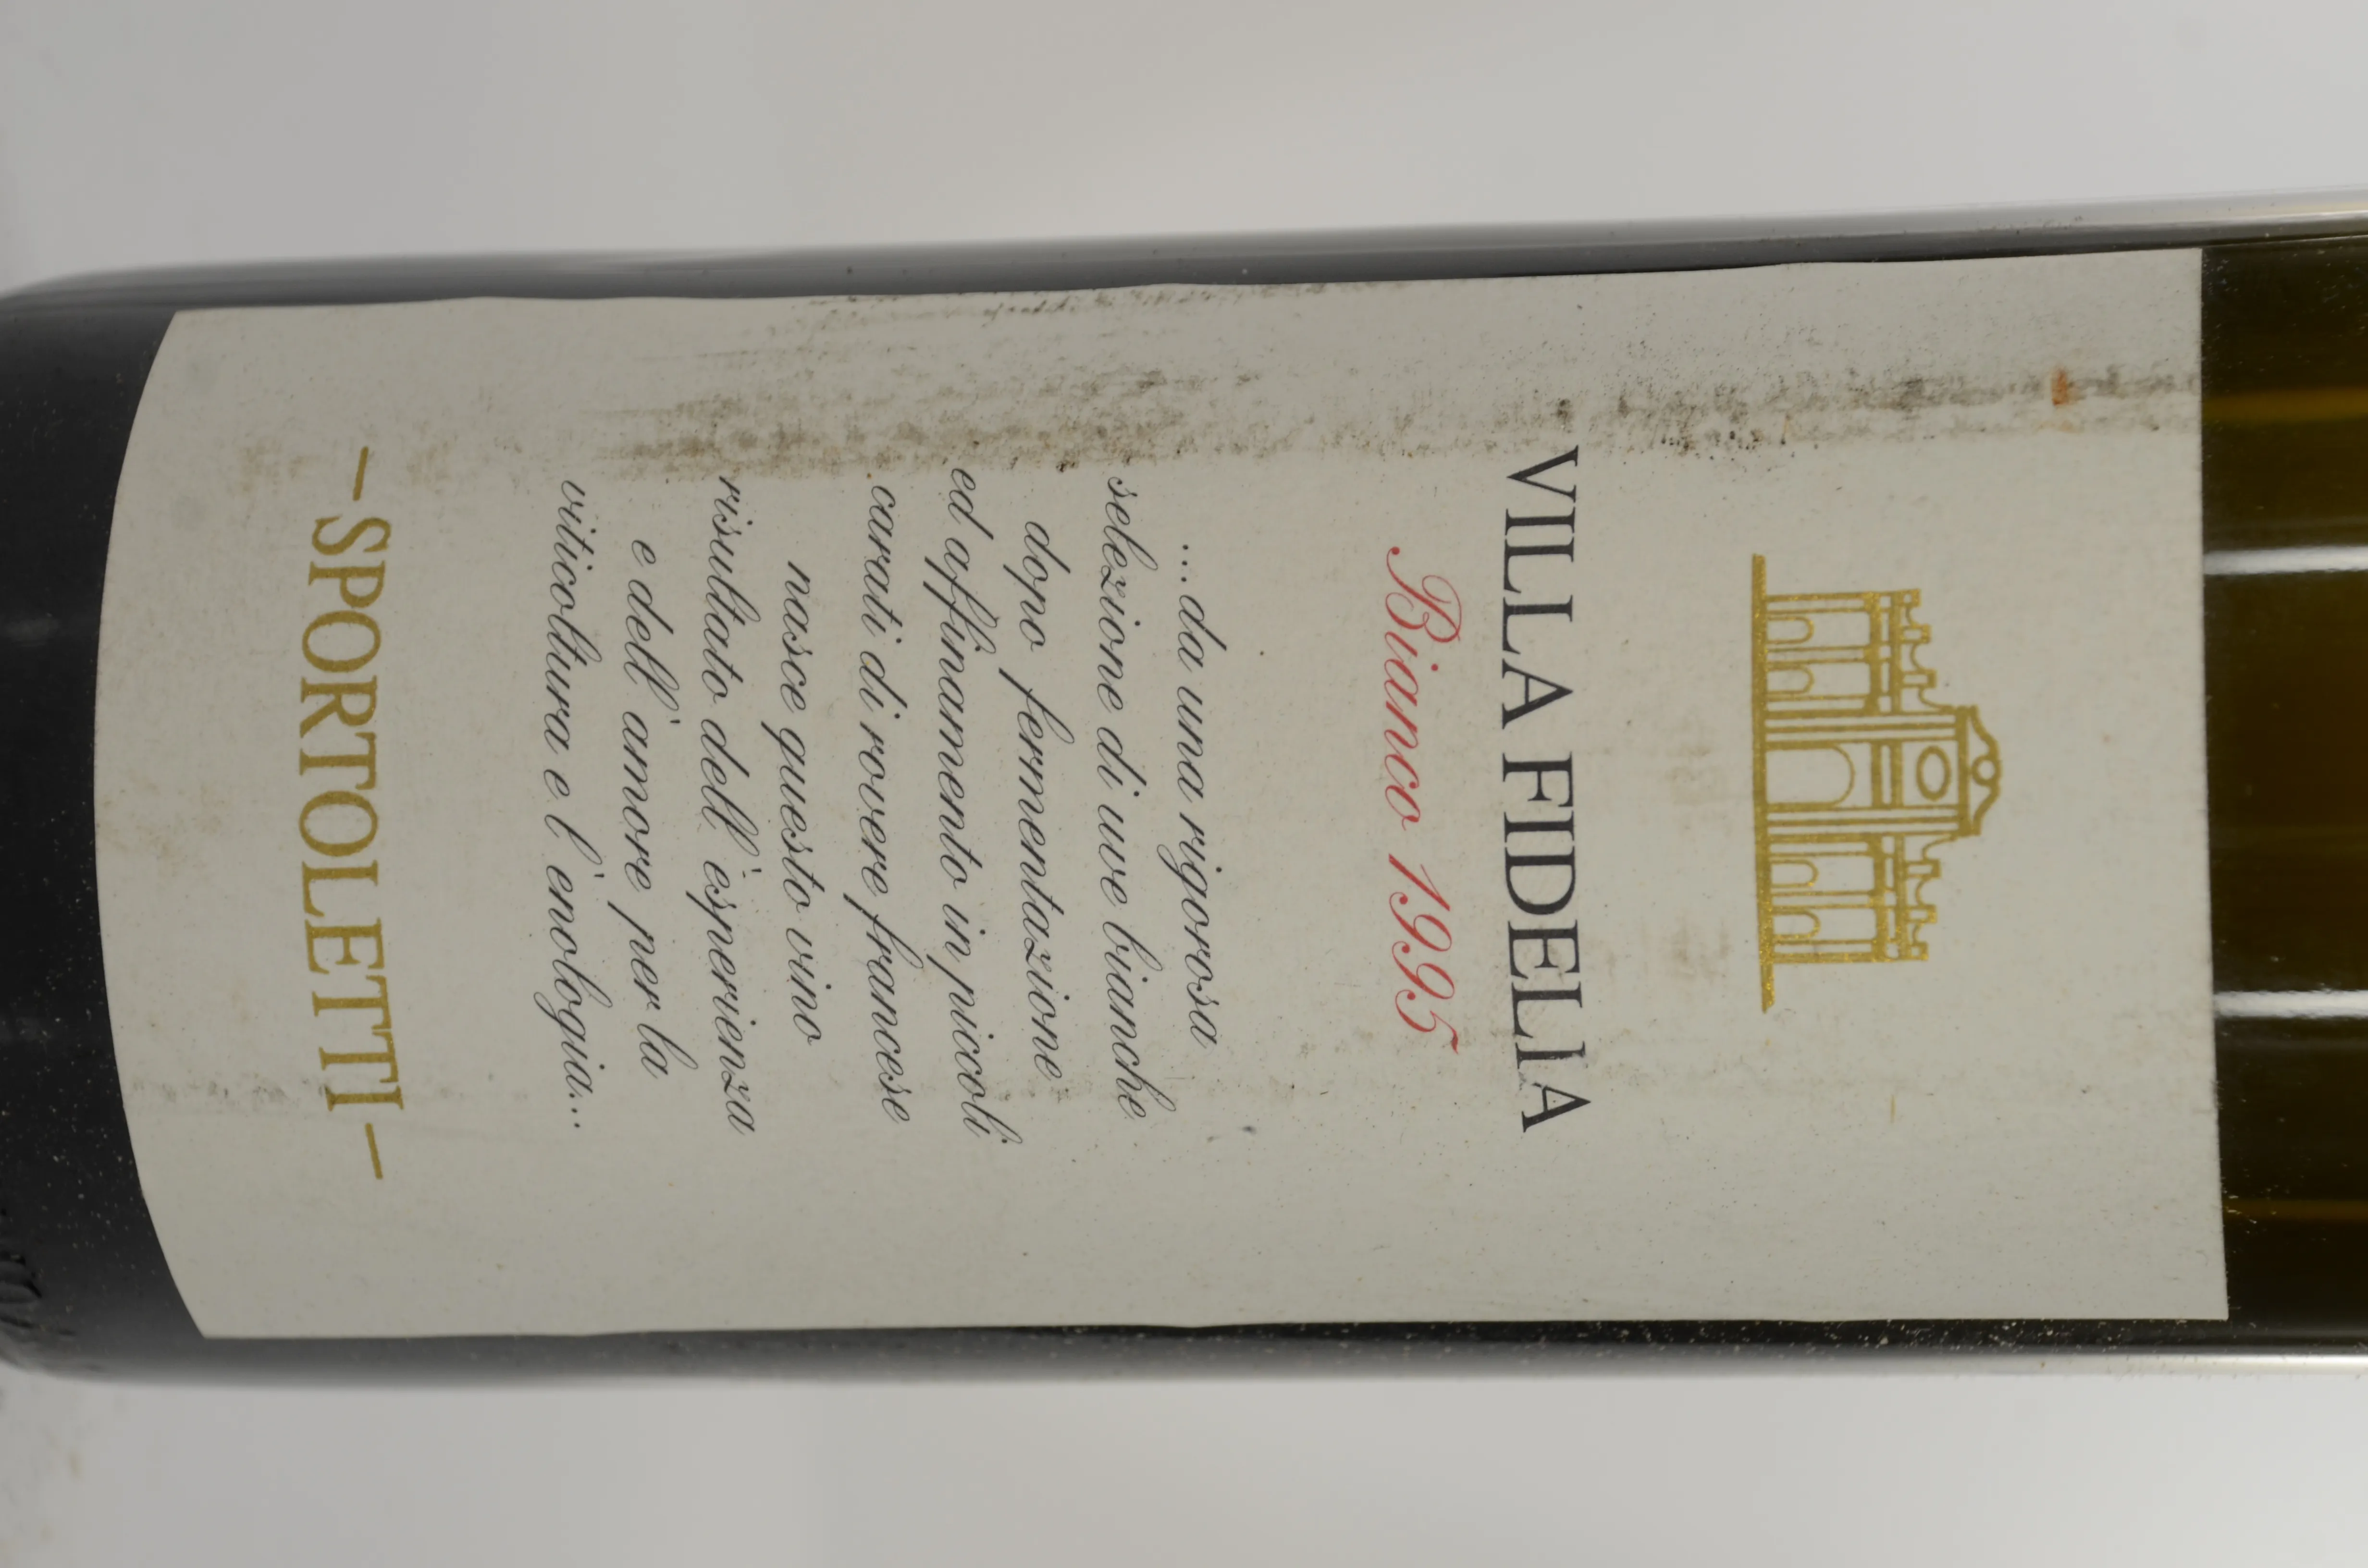 VILLA FIDELIA
Bianco 1995
...da una rigorosa
selezione di uve bianche
dopo fermentazione
ed affinamento in piccoli
carati di rovere francese
nasce questo vino
risultato dell'esperienza
e dell'amore per la
viticoltura e l'enologia...
– SPORTOLETTI –